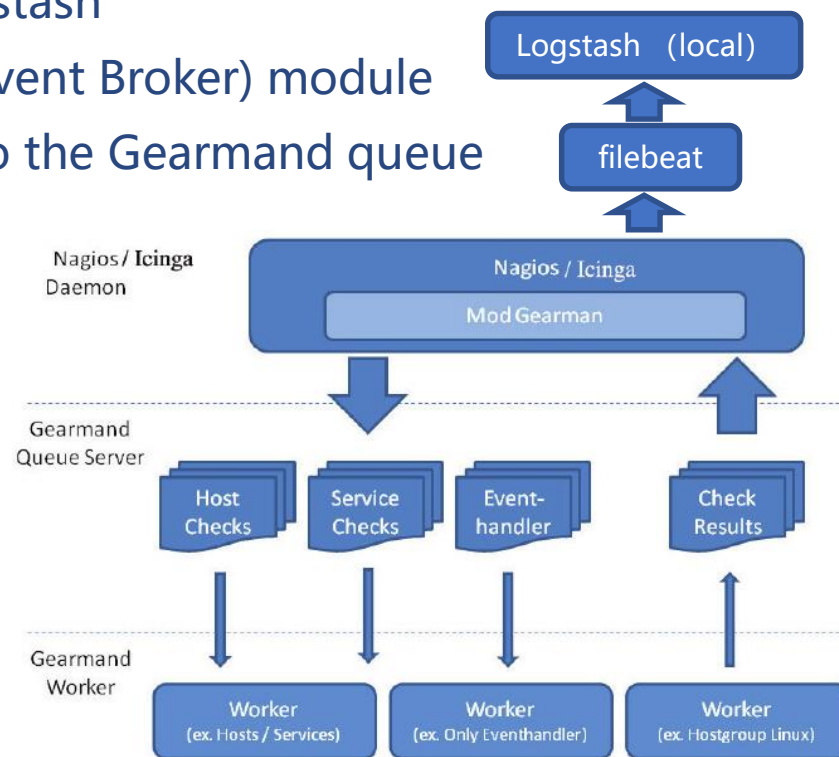 stash
vent Broker) module
o the Gearmand queue
Logstash （local）
filebeat
Nagios / Icinga
Daemon
Nagios / Icinga
Mod Gearman
Gearmand
Queue Server
Host
Checks
Service
Checks
Event-
handler
Check
Results
Gearmand
Worker
Worker
(ex. Hosts / Services)
Worker
(ex. Only Eventhandler)
Worker
(ex. Hostgroup Linux)